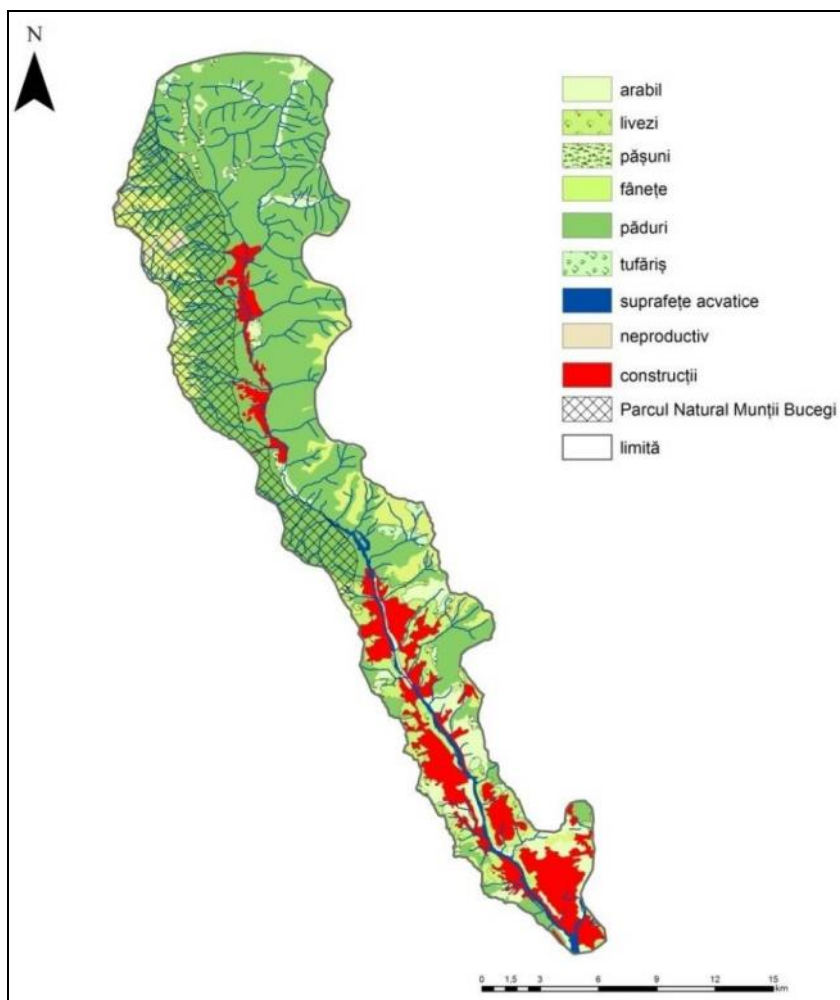 N
arabil
livezi
pășuni
fânețe
păduri
tufăriș
suprafețe acvatice
neproductiv
construcții
Parcul Natural Munții Bucegi
limită
0 1,5 3 6 9 12 15
km